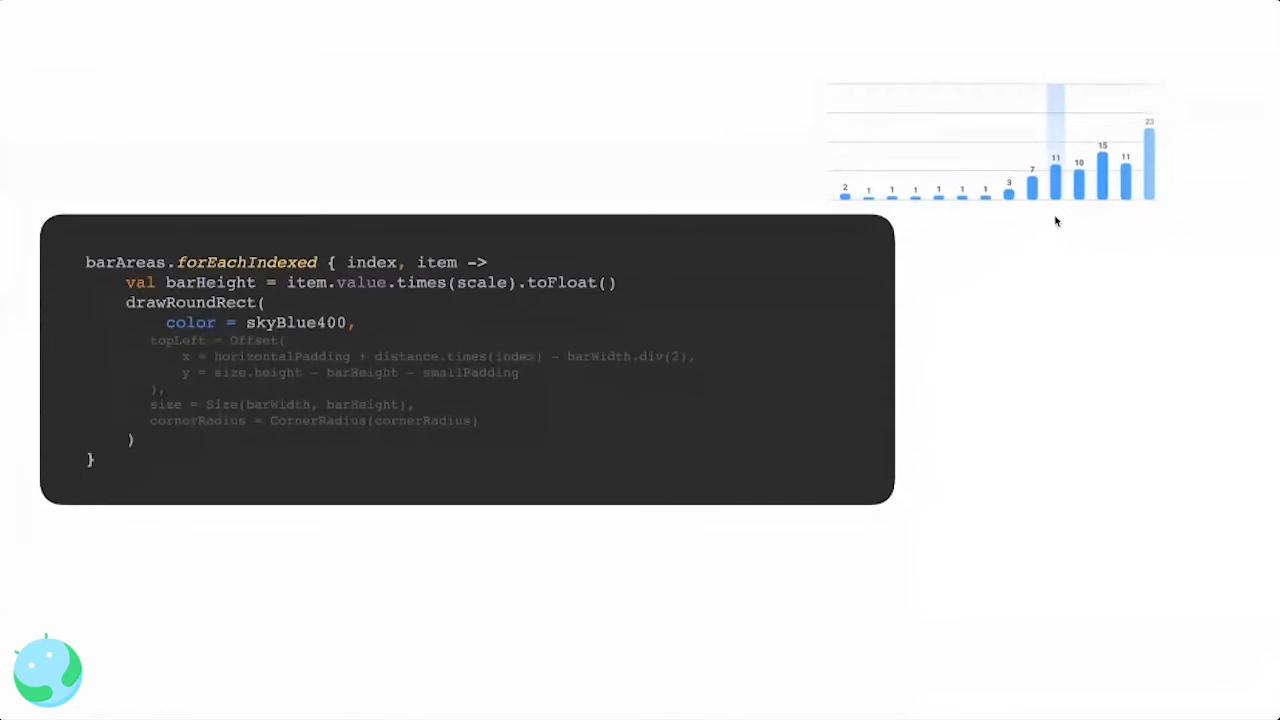 23
15
11
11
10
7
3
2 1 1 1 1 1 1
barAreas.forEachIndexed { index, item ->
val barHeight = item.value.times(scale).toFloat()
drawRoundRect(
color = skyBlue400,
topLeft = Offset(
x = horizontalPadding + distance.times(index) - barWidth.div(2),
y = size.height - barHeight - smallPadding
),
size = Size(barWidth, barHeight),
cornerRadius = CornerRadius(cornerRadius)
)
}